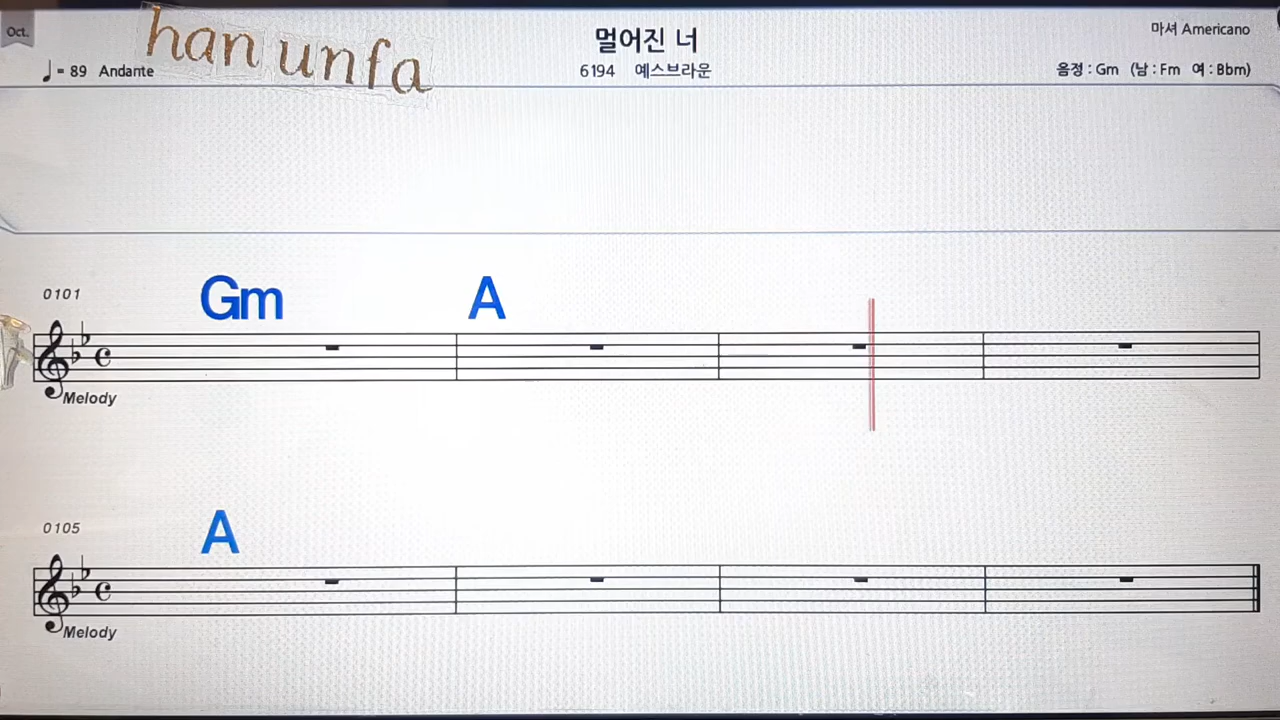 Oct.
han unfa
멀어진 너
마셔 Americano
♩= 89 Andante
6194 예스브라운
음정 : Gm (남 : Fm 여 : Bbm)
0101
Gm A
Melody
0105
A
Melody